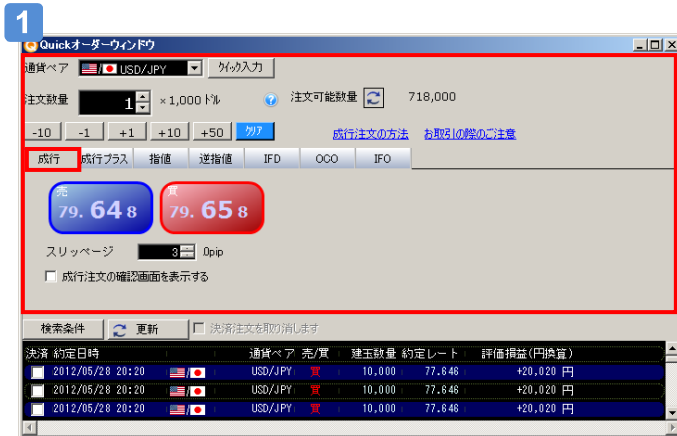 1
Quickオーダーウィンドウ
通貨ペア USD/JPY クイック入力
注文数量 1 ×1,000ドル ? 注文可能数量 718,000
-10 -1 +1 +10 +50 クリア 成行注文の方法 お取引の際のご注意
成行 成行プラス 指値 逆指値 IFD OCO IFO
売 買
79. 64 8 79. 65 8
スリッページ 3 0pip
成行注文の確認画面を表示する
検索条件 更新 決済注文を取り消します
決済 約定日時 通貨ペア 売/買 建玉数量 約定レート 評価損益(円換算)
2012/05/28 20:20 USD/JPY 買 10,000 77.646 +20,020 円
2012/05/28 20:20 USD/JPY 買 10,000 77.646 +20,020 円
2012/05/28 20:20 USD/JPY 買 10,000 77.646 +20,020 円